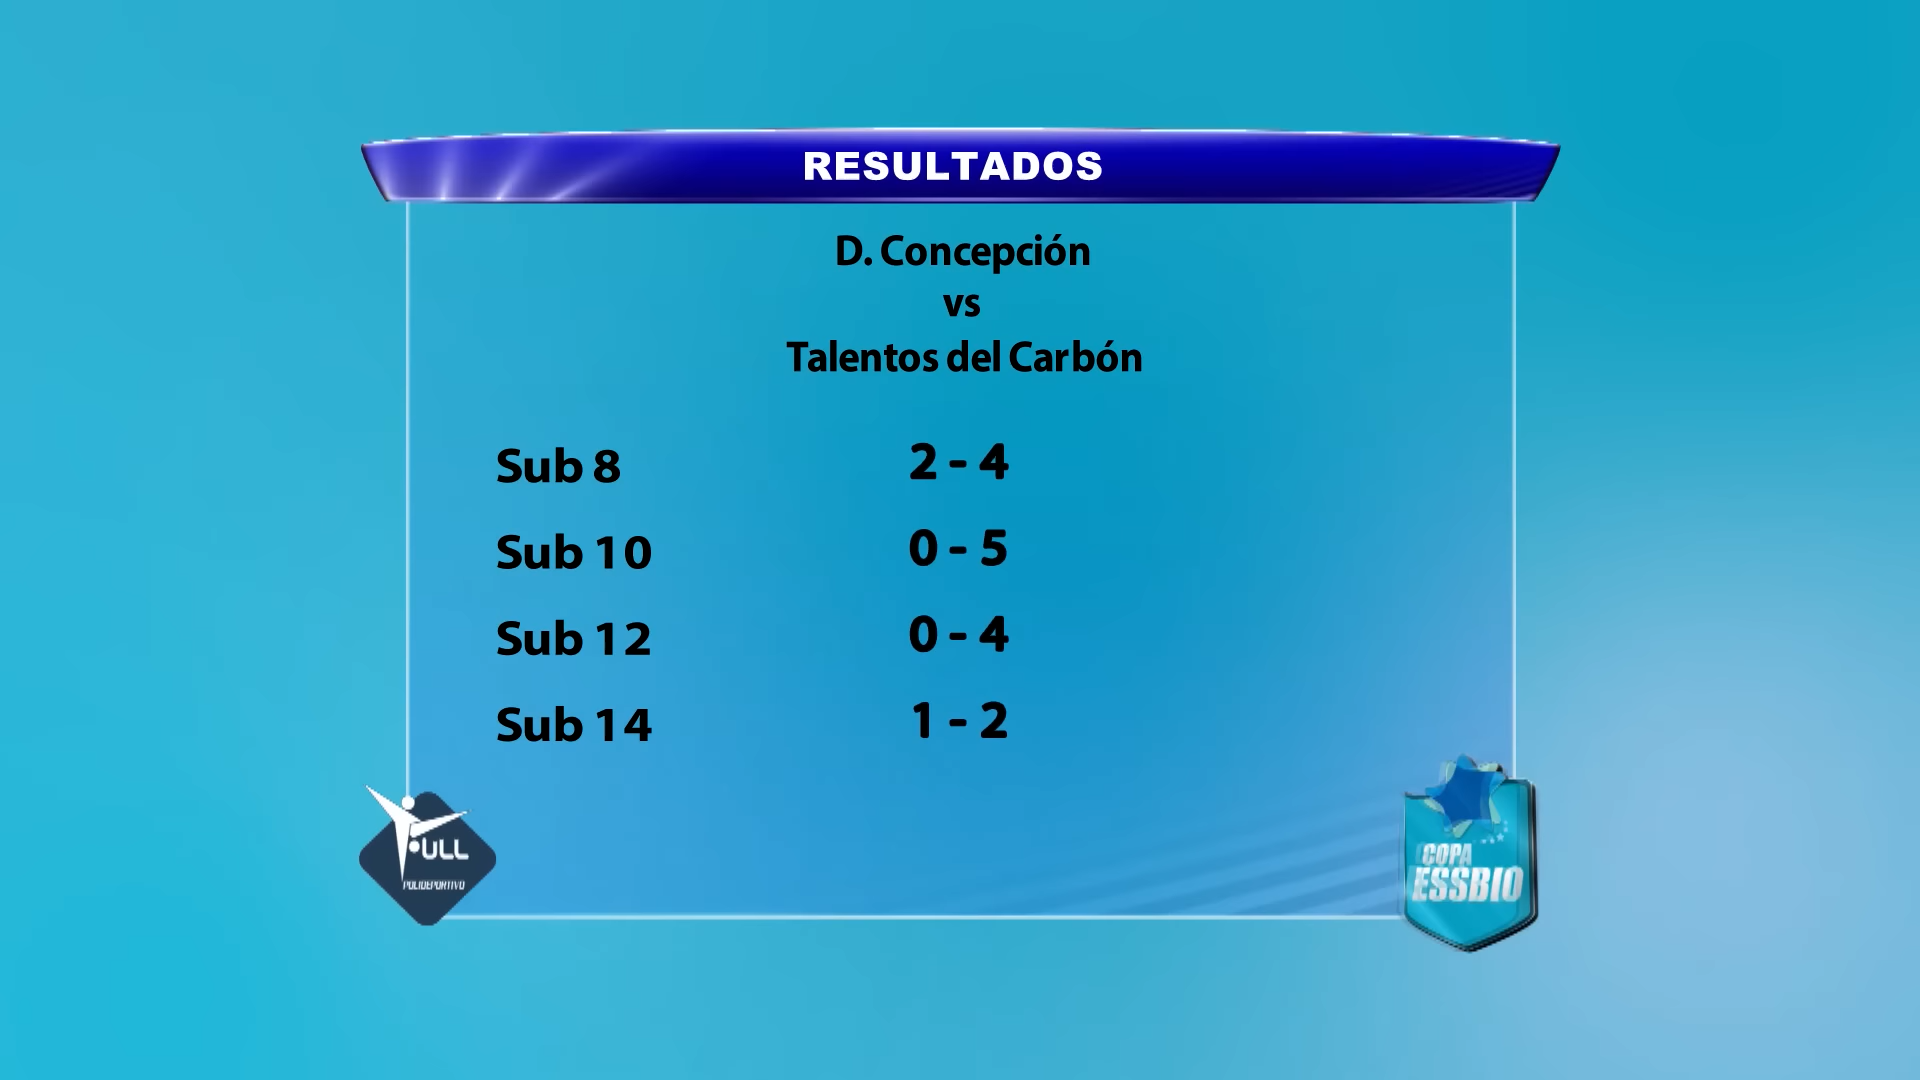 RESULTADOS
D. Concepción
vs
Talentos del Carbón
Sub 8 2 - 4
Sub 10 0 - 5
Sub 12 0 - 4
Sub 14 1 - 2
FULL
POLIDEPORTIVO
COPA
ESSBIO